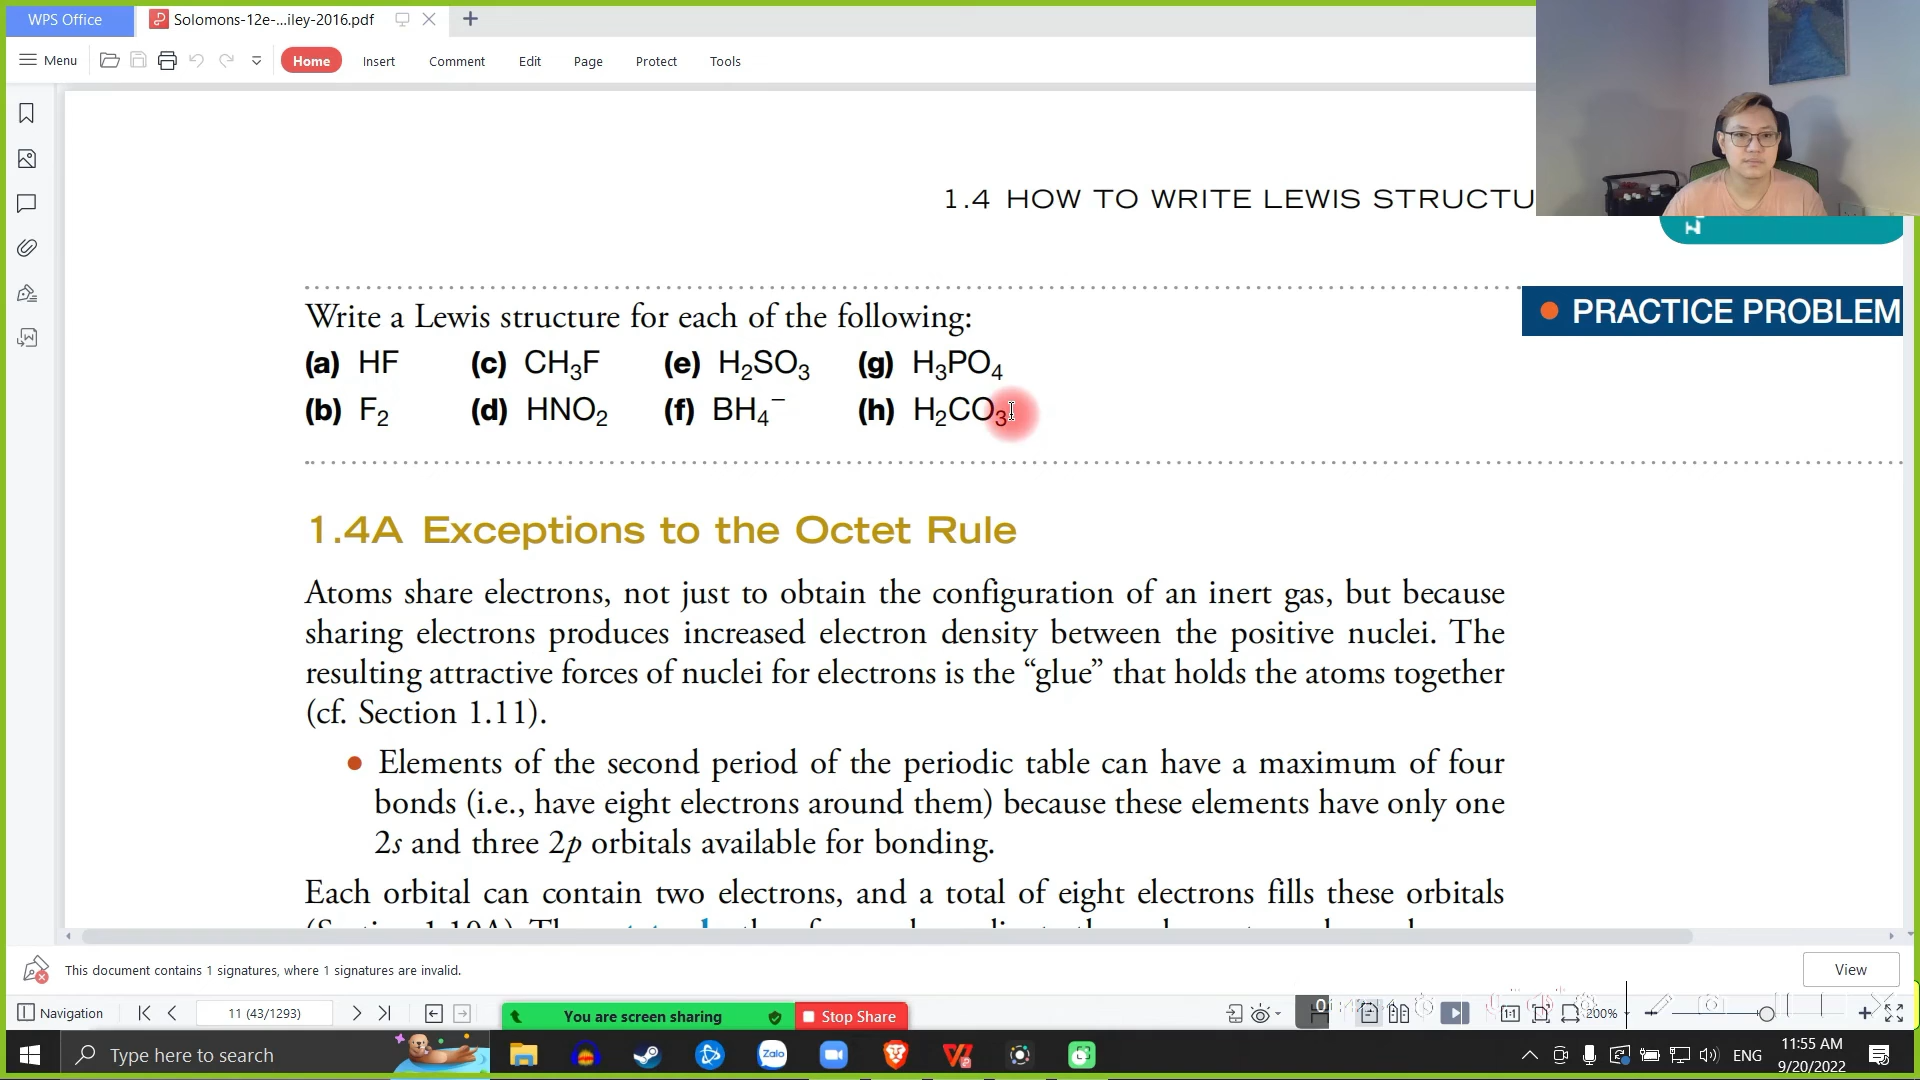 WPS Office
Solomons-12e-...iley-2016.pdf
Menu
Home
Insert
Comment
Edit
Page
Protect
Tools
1.4 HOW TO WRITE LEWIS STRUCTU
Write a Lewis structure for each of the following:
PRACTICE PROBLEM
(a) HF (c) CH₃F (e) H₂SO₃ (g) H₃PO₄
(b) F₂ (d) HNO₂ (f) BH₄⁻ (h) H₂CO₃
1.4A Exceptions to the Octet Rule
Atoms share electrons, not just to obtain the configuration of an inert gas, but because
sharing electrons produces increased electron density between the positive nuclei. The
resulting attractive forces of nuclei for electrons is the “glue” that holds the atoms together
(cf. Section 1.11).
● Elements of the second period of the periodic table can have a maximum of four
bonds (i.e., have eight electrons around them) because these elements have only one
2s and three 2p orbitals available for bonding.
Each orbital can contain two electrons, and a total of eight electrons fills these orbitals
This document contains 1 signatures, where 1 signatures are invalid.
View
Navigation
11 (43/1293)
You are screen sharing
Stop Share
200%
Type here to search
Zalo
ENG
11:55 AM
9/20/2022